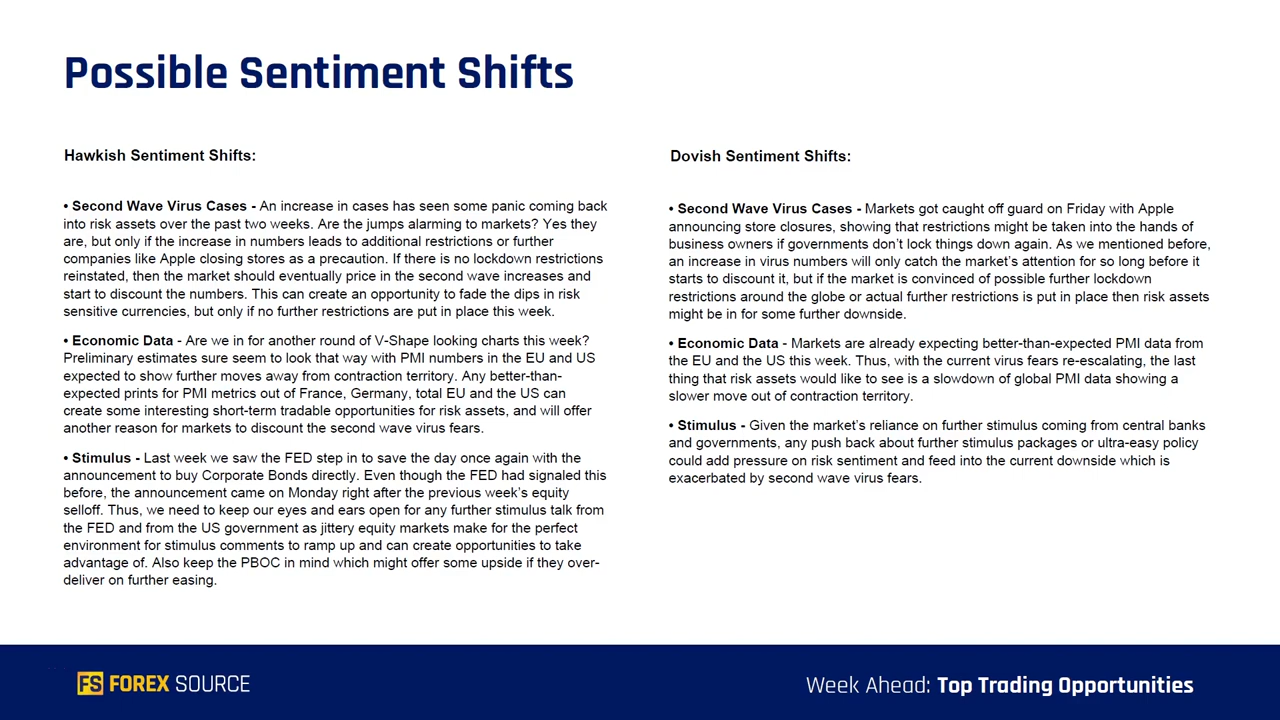 Possible Sentiment Shifts
Hawkish Sentiment Shifts:
• Second Wave Virus Cases - An increase in cases has seen some panic coming back
into risk assets over the past two weeks. Are the jumps alarming to markets? Yes they
are, but only if the increase in numbers leads to additional restrictions or further
companies like Apple closing stores as a precaution. If there is no lockdown restrictions
reinstated, then the market should eventually price in the second wave increases and
start to discount the numbers. This can create an opportunity to fade the dips in risk
sensitive currencies, but only if no further restrictions are put in place this week.
• Economic Data - Are we in for another round of V-Shape looking charts this week?
Preliminary estimates sure seem to look that way with PMI numbers in the EU and US
expected to show further moves away from contraction territory. Any better-than-
expected prints for PMI metrics out of France, Germany, total EU and the US can
create some interesting short-term tradable opportunities for risk assets, and will offer
another reason for markets to discount the second wave virus fears.
• Stimulus - Last week we saw the FED step in to save the day once again with the
announcement to buy Corporate Bonds directly. Even though the FED had signaled this
before, the announcement came on Monday right after the previous week's equity
selloff. Thus, we need to keep our eyes and ears open for any further stimulus talk from
the FED and from the US government as jittery equity markets make for the perfect
environment for stimulus comments to ramp up and can create opportunities to take
advantage of. Also keep the PBOC in mind which might offer some upside if they over-
deliver on further easing.
Dovish Sentiment Shifts:
• Second Wave Virus Cases - Markets got caught off guard on Friday with Apple
announcing store closures, showing that restrictions might be taken into the hands of
business owners if governments don't lock things down again. As we mentioned before,
an increase in virus numbers will only catch the market's attention for so long before it
starts to discount it, but if the market is convinced of possible further lockdown
restrictions around the globe or actual further restrictions is put in place then risk assets
might be in for some further downside.
• Economic Data - Markets are already expecting better-than-expected PMI data from
the EU and the US this week. Thus, with the current virus fears re-escalating, the last
thing that risk assets would like to see is a slowdown of global PMI data showing a
slower move out of contraction territory.
• Stimulus - Given the market's reliance on further stimulus coming from central banks
and governments, any push back about further stimulus packages or ultra-easy policy
could add pressure on risk sentiment and feed into the current downside which is
exacerbated by second wave virus fears.
FS FOREX SOURCE
Week Ahead: Top Trading Opportunities